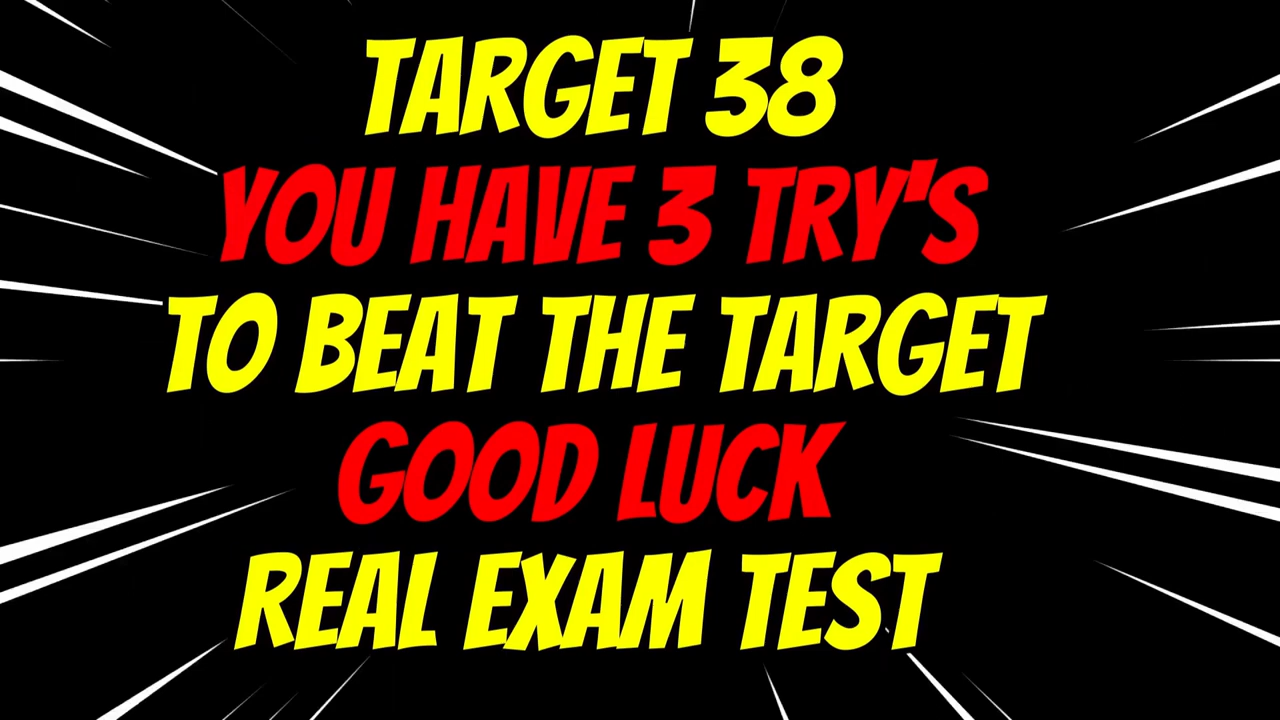 TARGET 38
YOU HAVE 3 TRY'S
TO BEAT THE TARGET
GOOD LUCK
REAL EXAM TEST